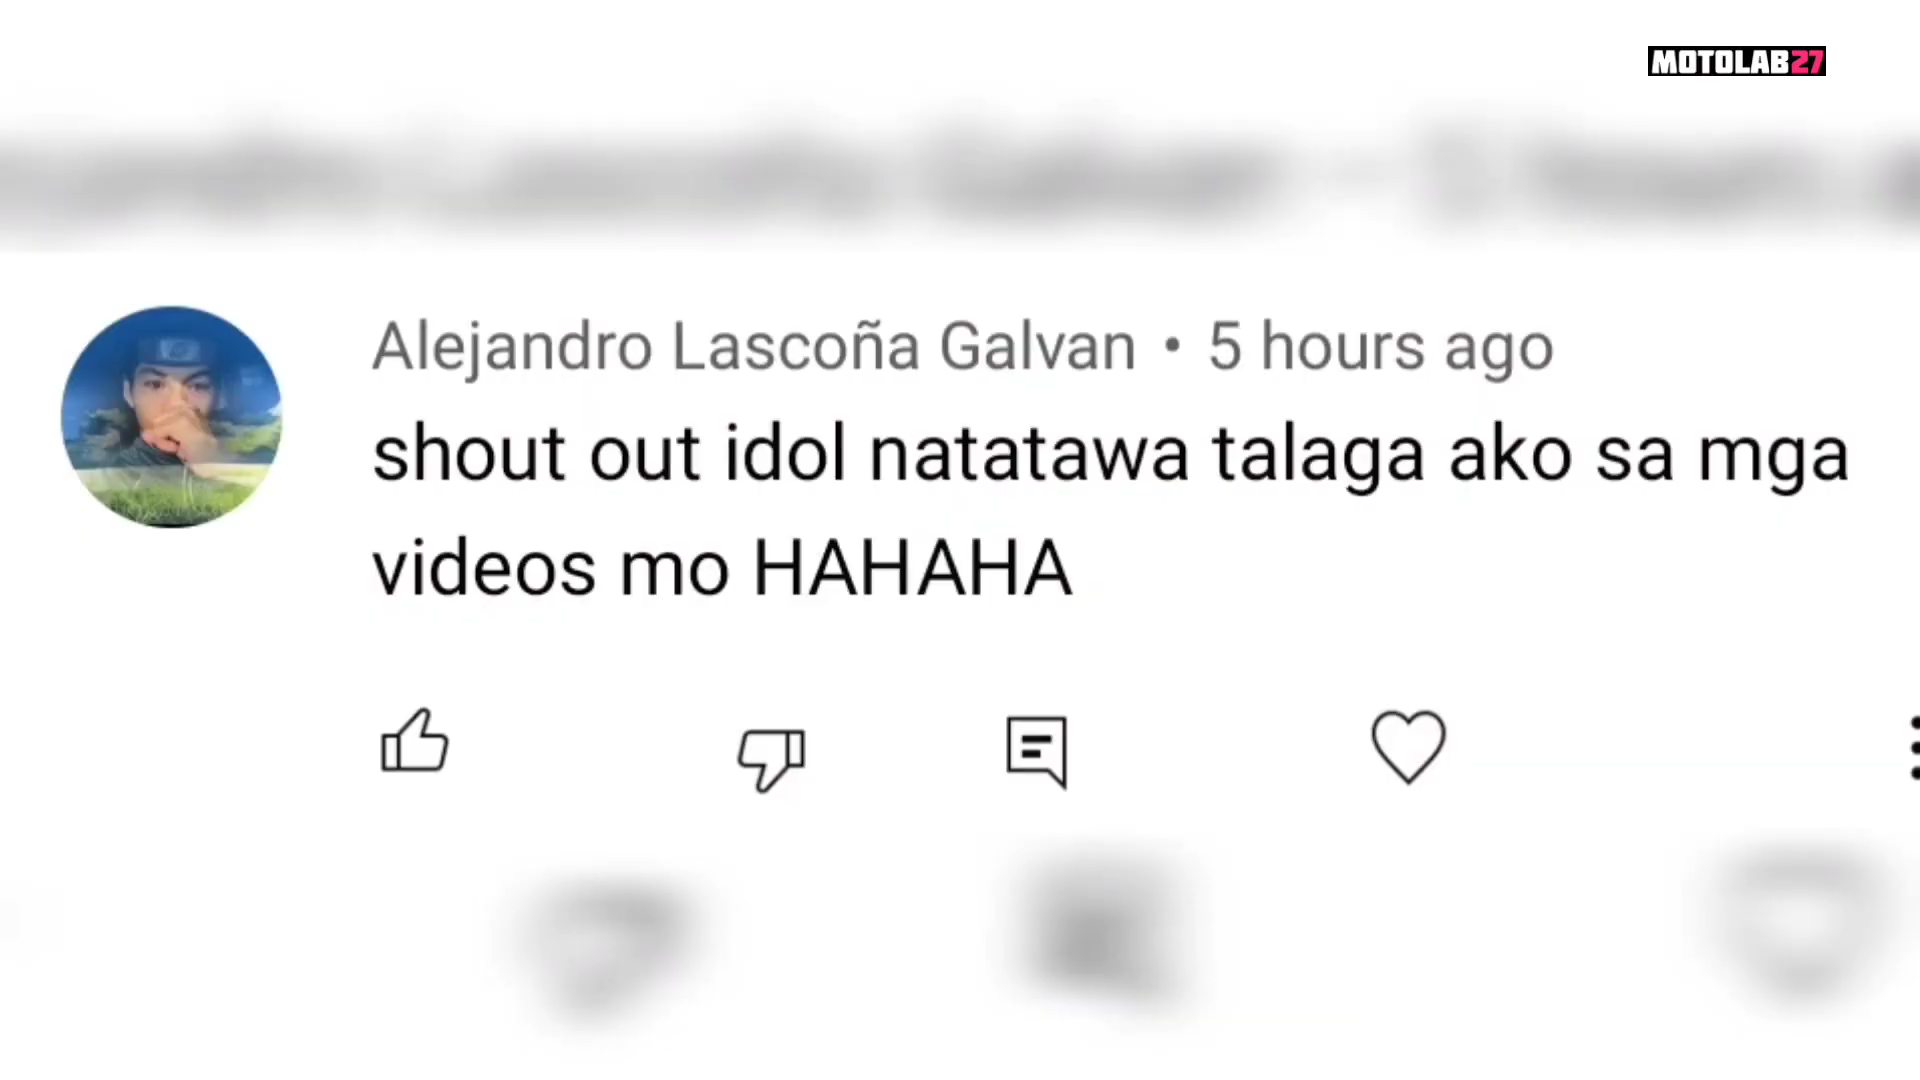 MOTOLAB27
Alejandro Lascoña Galvan • 5 hours ago
shout out idol natatawa talaga ako sa mga
videos mo HAHAHA